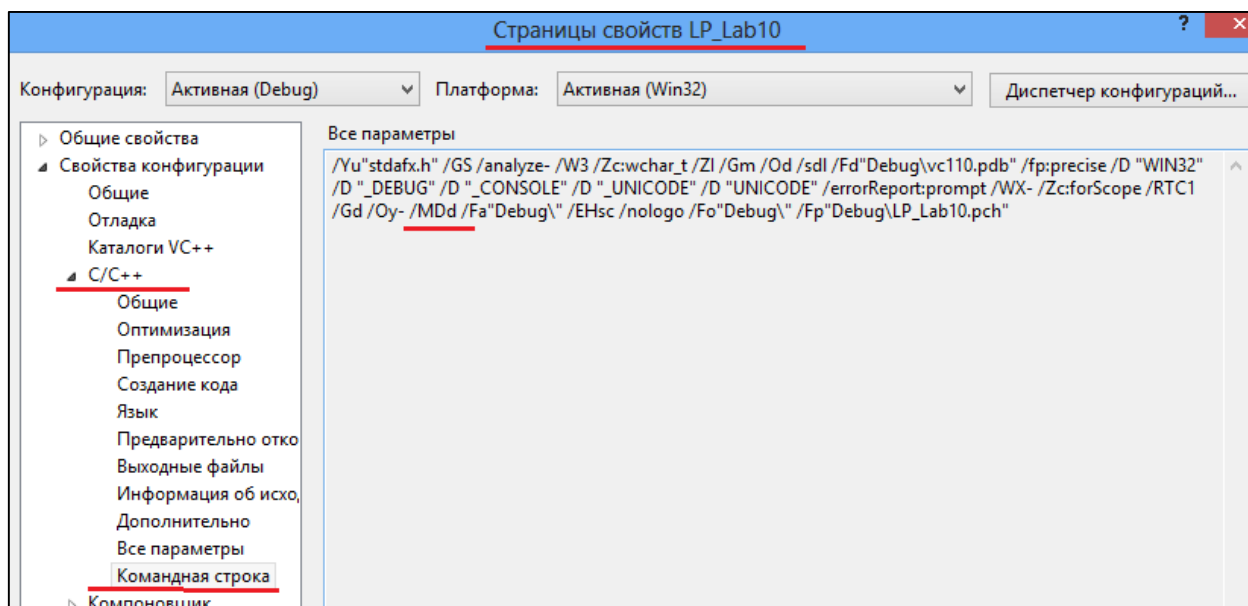 Страницы свойств LP_Lab10
?
Конфигурация: Активная (Debug) Платформа: Активная (Win32) Диспетчер конфигураций...
Общие свойства
Свойства конфигурации
Общие
Отладка
Каталоги VC++
C/C++
Общие
Оптимизация
Препроцессор
Создание кода
Язык
Предварительно отко
Выходные файлы
Информация об исхо
Дополнительно
Все параметры
Командная строка
Компоновщик
Все параметры
/Yu"stdafx.h" /GS /analyze- /W3 /Zc:wchar_t /ZI /Gm /Od /sdl /Fd"Debug\vc110.pdb" /fp:precise /D "WIN32"
/D "_DEBUG" /D "_CONSOLE" /D "_UNICODE" /D "UNICODE" /errorReport:prompt /WX- /Zc:forScope /RTC1
/Gd /Oy- /MDd /Fa"Debug\" /EHsc /nologo /Fo"Debug\" /Fp"Debug\LP_Lab10.pch"